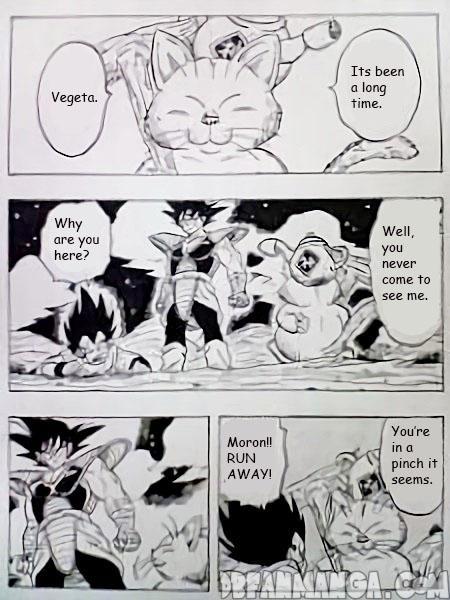 Its been
a long
time.
Vegeta.
Well,
you
never
come to
see me.
Why
are you
here?
You're
in a
pinch it
seems.
Moron!!
RUN
AWAY!
DBFANMANGA.COM